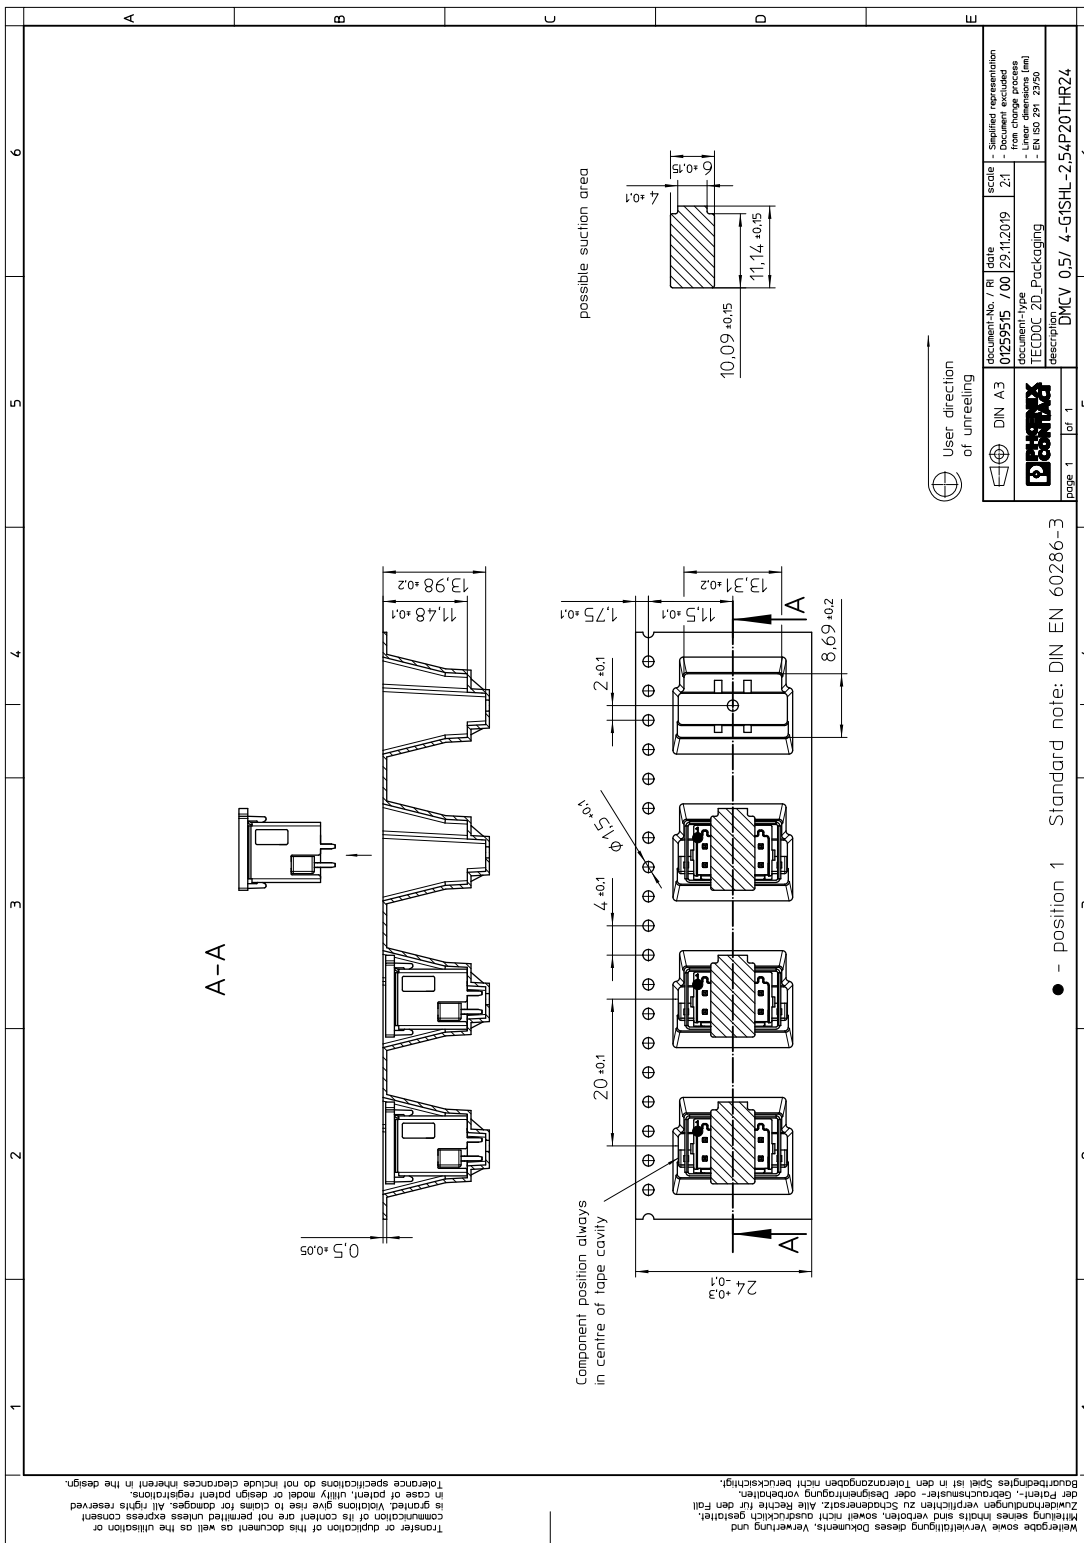 A
B
C
D
E
1
2
3
4
5
6
A-A
0,5 ±0,05
11,48 ±0,1
13,98 ±0,2
Component position always
in centre of tape cavity
20 ±0,1
4 ±0,1
Ø1,5 +0,1
2 ±0,1
1,75 ±0,1
11,5 ±0,1
13,31 ±0,2
8,69 ±0,2
24 +0,3 -0,1
A
A
1
1
1
possible suction area
4 ±0,1
6 ±0,15
10,09 ±0,15
11,14 ±0,15
User direction
of unreeling
● - position 1
Standard note: DIN EN 60286-3
DIN A3
PHOENIX
CONTACT
page 1
of 1
document-No. / RI
01259515 / 00
date
29.11.2019
scale
2:1
- Simplified representation
- Document excluded
from change process
- Linear dimensions [mm]
- EN ISO 291 23/50
document-type
TECDOC 2D_Packaging
description
DMCV 0,5/ 4-G1SHL-2,54P20THR24
Transfer or duplication of this document as well as the utilisation or
communication of its content are not permitted unless express consent
is granted. Violations give rise to claims for damages. All rights reserved
in case of patent, utility model or design patent registrations.
Tolerance specifications do not include clearances inherent in the design.
Weitergabe sowie Vervielfältigung dieses Dokuments, Verwertung und
Mitteilung seines Inhalts sind verboten, soweit nicht ausdrücklich gestattet.
Zuwiderhandlungen verpflichten zu Schadenersatz. Alle Rechte für den Fall
der Patent-, Gebrauchsmuster- oder Designeintragung vorbehalten.
Bauartbedingtes Spiel ist in den Toleranzangaben nicht berücksichtigt.